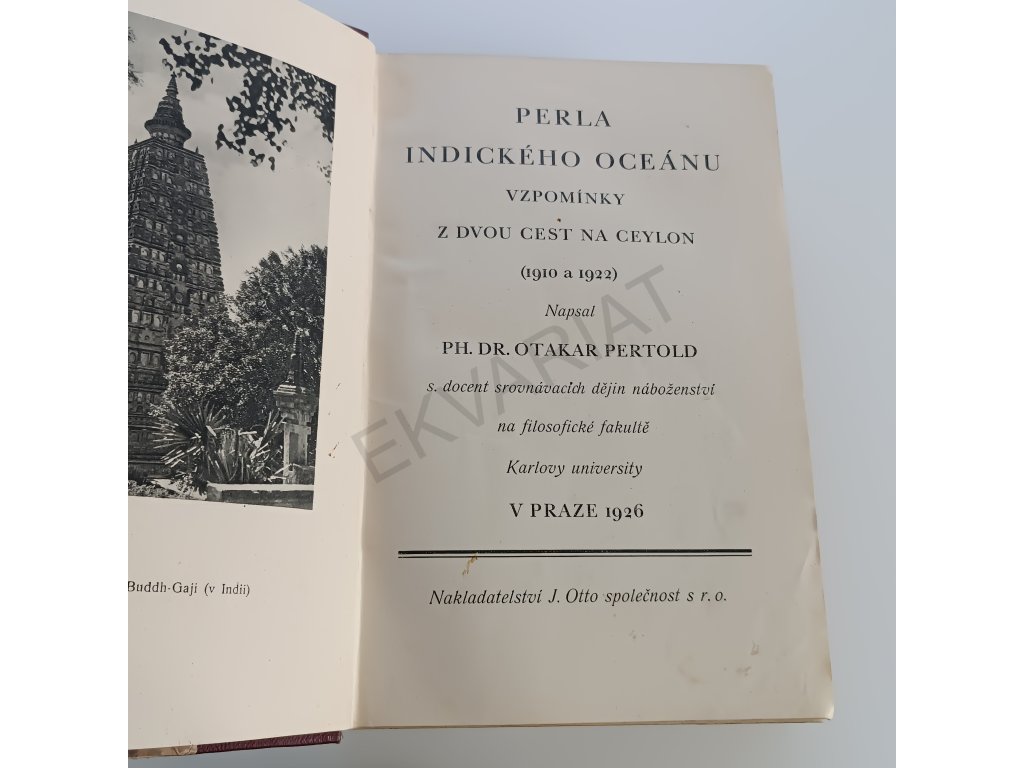 Buddh-Gaji (v Indii)
PERLA
INDICKÉHO OCEÁNU
VZPOMÍNKY
Z DVOU CEST NA CEYLON
(1910 a 1922)
Napsal
PH. DR. OTAKAR PERTOLD
s. docent srovnávacích dějin náboženství
na filosofické fakultě
Karlovy university
V PRAZE 1926
Nakladatelství J. Otto společnost s r. o.
EKVARIAT